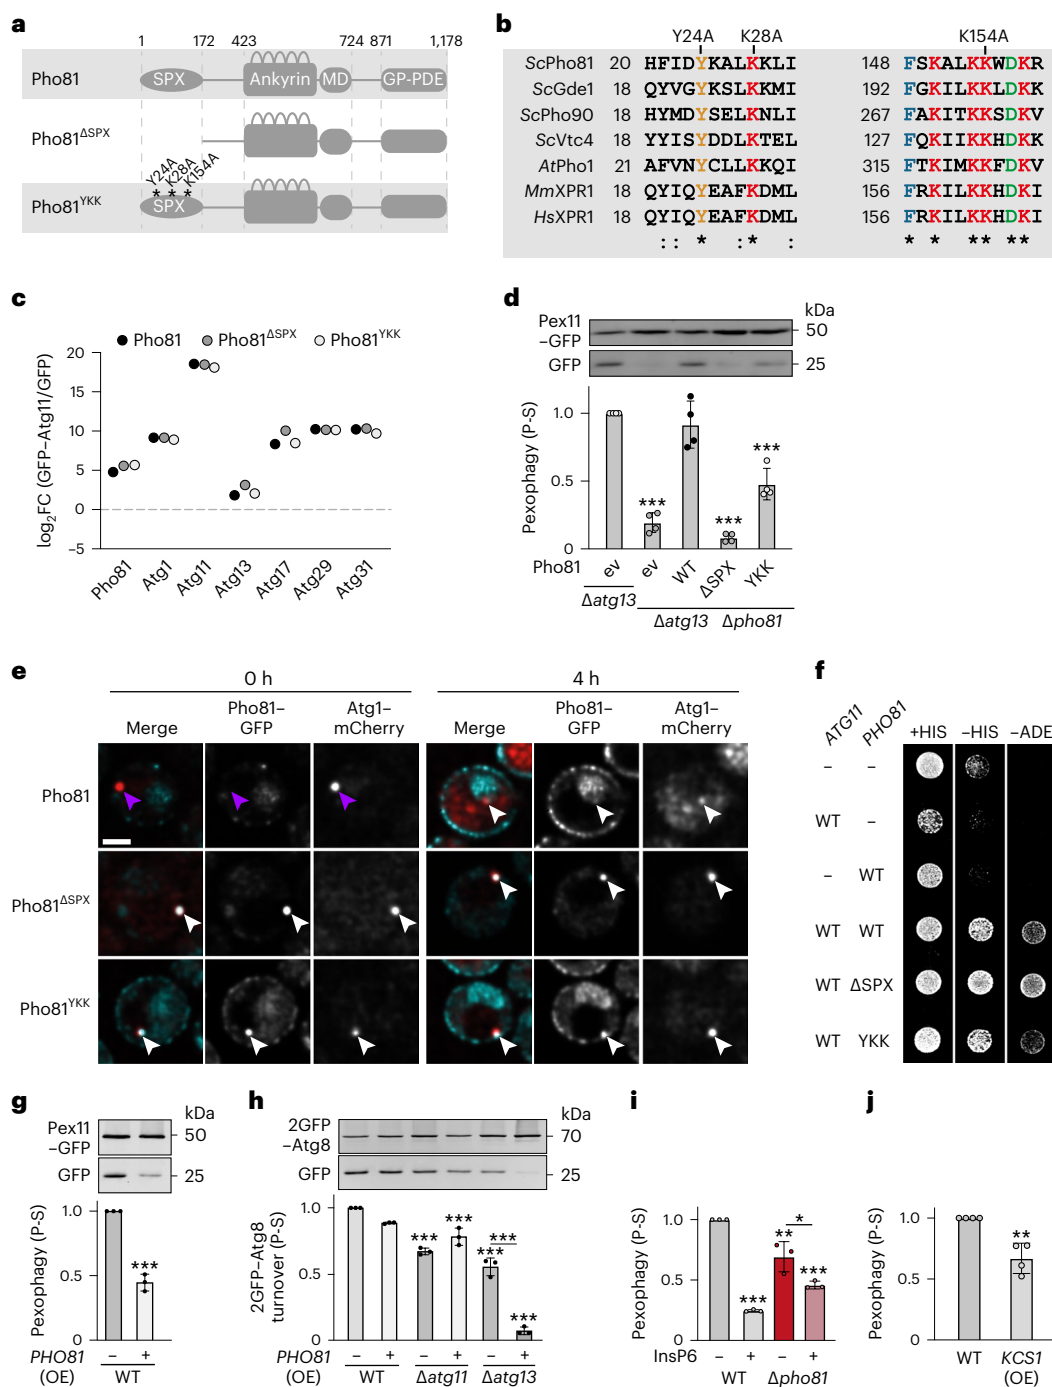 a
1 172 423 724 871 1,178
Pho81 SPX Ankyrin MD GP-PDE
Pho81ΔSPX
Y24A K28A K154A
* * *
Pho81YKK SPX
b
Y24A K28A K154A
ScPho81 20 HFIDYKALKKLI 148 FSKALKKWDKR
ScGde1 18 QYVGYKSLKKMI 192 FGKILKKLDKK
ScPho90 18 HYMDYSELKNLI 267 FAKITKKSDKV
ScVtc4 18 YYISYDDLKTEL 127 FQKIIKKHDKK
AtPho1 21 AFVNYCLLKKQI 315 FTKIMKKFDKV
MmXPR1 18 QYIQYEAFKDML 156 FRKILKKHDKI
HsXPR1 18 QYIQYEAFKDML 156 FRKILKKHDKI
: : * : * : * * * * * *
c
Pho81 Pho81ΔSPX Pho81YKK
log2FC (GFP–Atg11/GFP)
20
15
10
5
0
–5
Pho81 Atg1 Atg11 Atg13 Atg17 Atg29 Atg31
d
kDa
Pex11
–GFP
50
GFP 25
Pexophagy (P-S)
1.0
0.5
0
*** *** ***
Pho81 ev ev WT ΔSPX YKK
Δatg13
Δatg13 Δpho81
e
0 h 4 h
Merge Pho81–
GFP Atg1–
mCherry Merge Pho81–
GFP Atg1–
mCherry
Pho81
Pho81ΔSPX
Pho81YKK
f
ATG11 PHO81 +HIS –HIS –ADE
– –
WT –
– WT
WT WT
WT ΔSPX
WT YKK
g
kDa
Pex11
–GFP
50
GFP 25
Pexophagy (P-S)
1.0
0.5
0
***
PHO81
(OE)
– +
WT
h
kDa
2GFP
–Atg8
70
GFP 25
2GFP–Atg8
turnover (P-S)
1.0
0.5
0
*** *** *** *** ***
PHO81
(OE)
– + – + – +
WT Δatg11 Δatg13
i
Pexophagy (P-S)
1.0
0.5
0
*** ** * ***
InsP6 – + – +
WT Δpho81
j
Pexophagy (P-S)
1.0
0.5
0
**
WT KCS1
(OE)